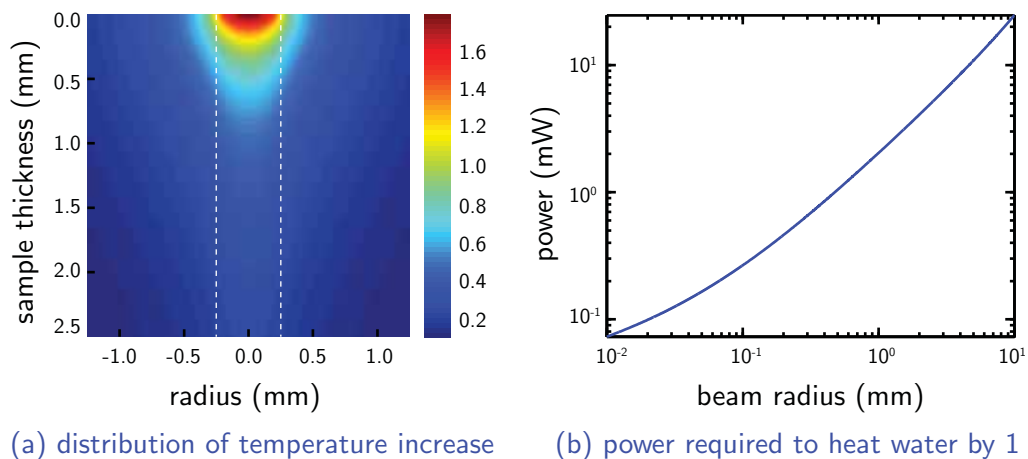 0.0
0.5
1.0
1.5
2.0
2.5
sample thickness (mm)
-1.0 -0.5 0.0 0.5 1.0
radius (mm)
1.6
1.4
1.2
1.0
0.8
0.6
0.4
0.2
(a) distribution of temperature increase
10¹
10⁰
10⁻¹
power (mW)
10⁻² 10⁻¹ 10⁰ 10¹
beam radius (mm)
(b) power required to heat water by 1